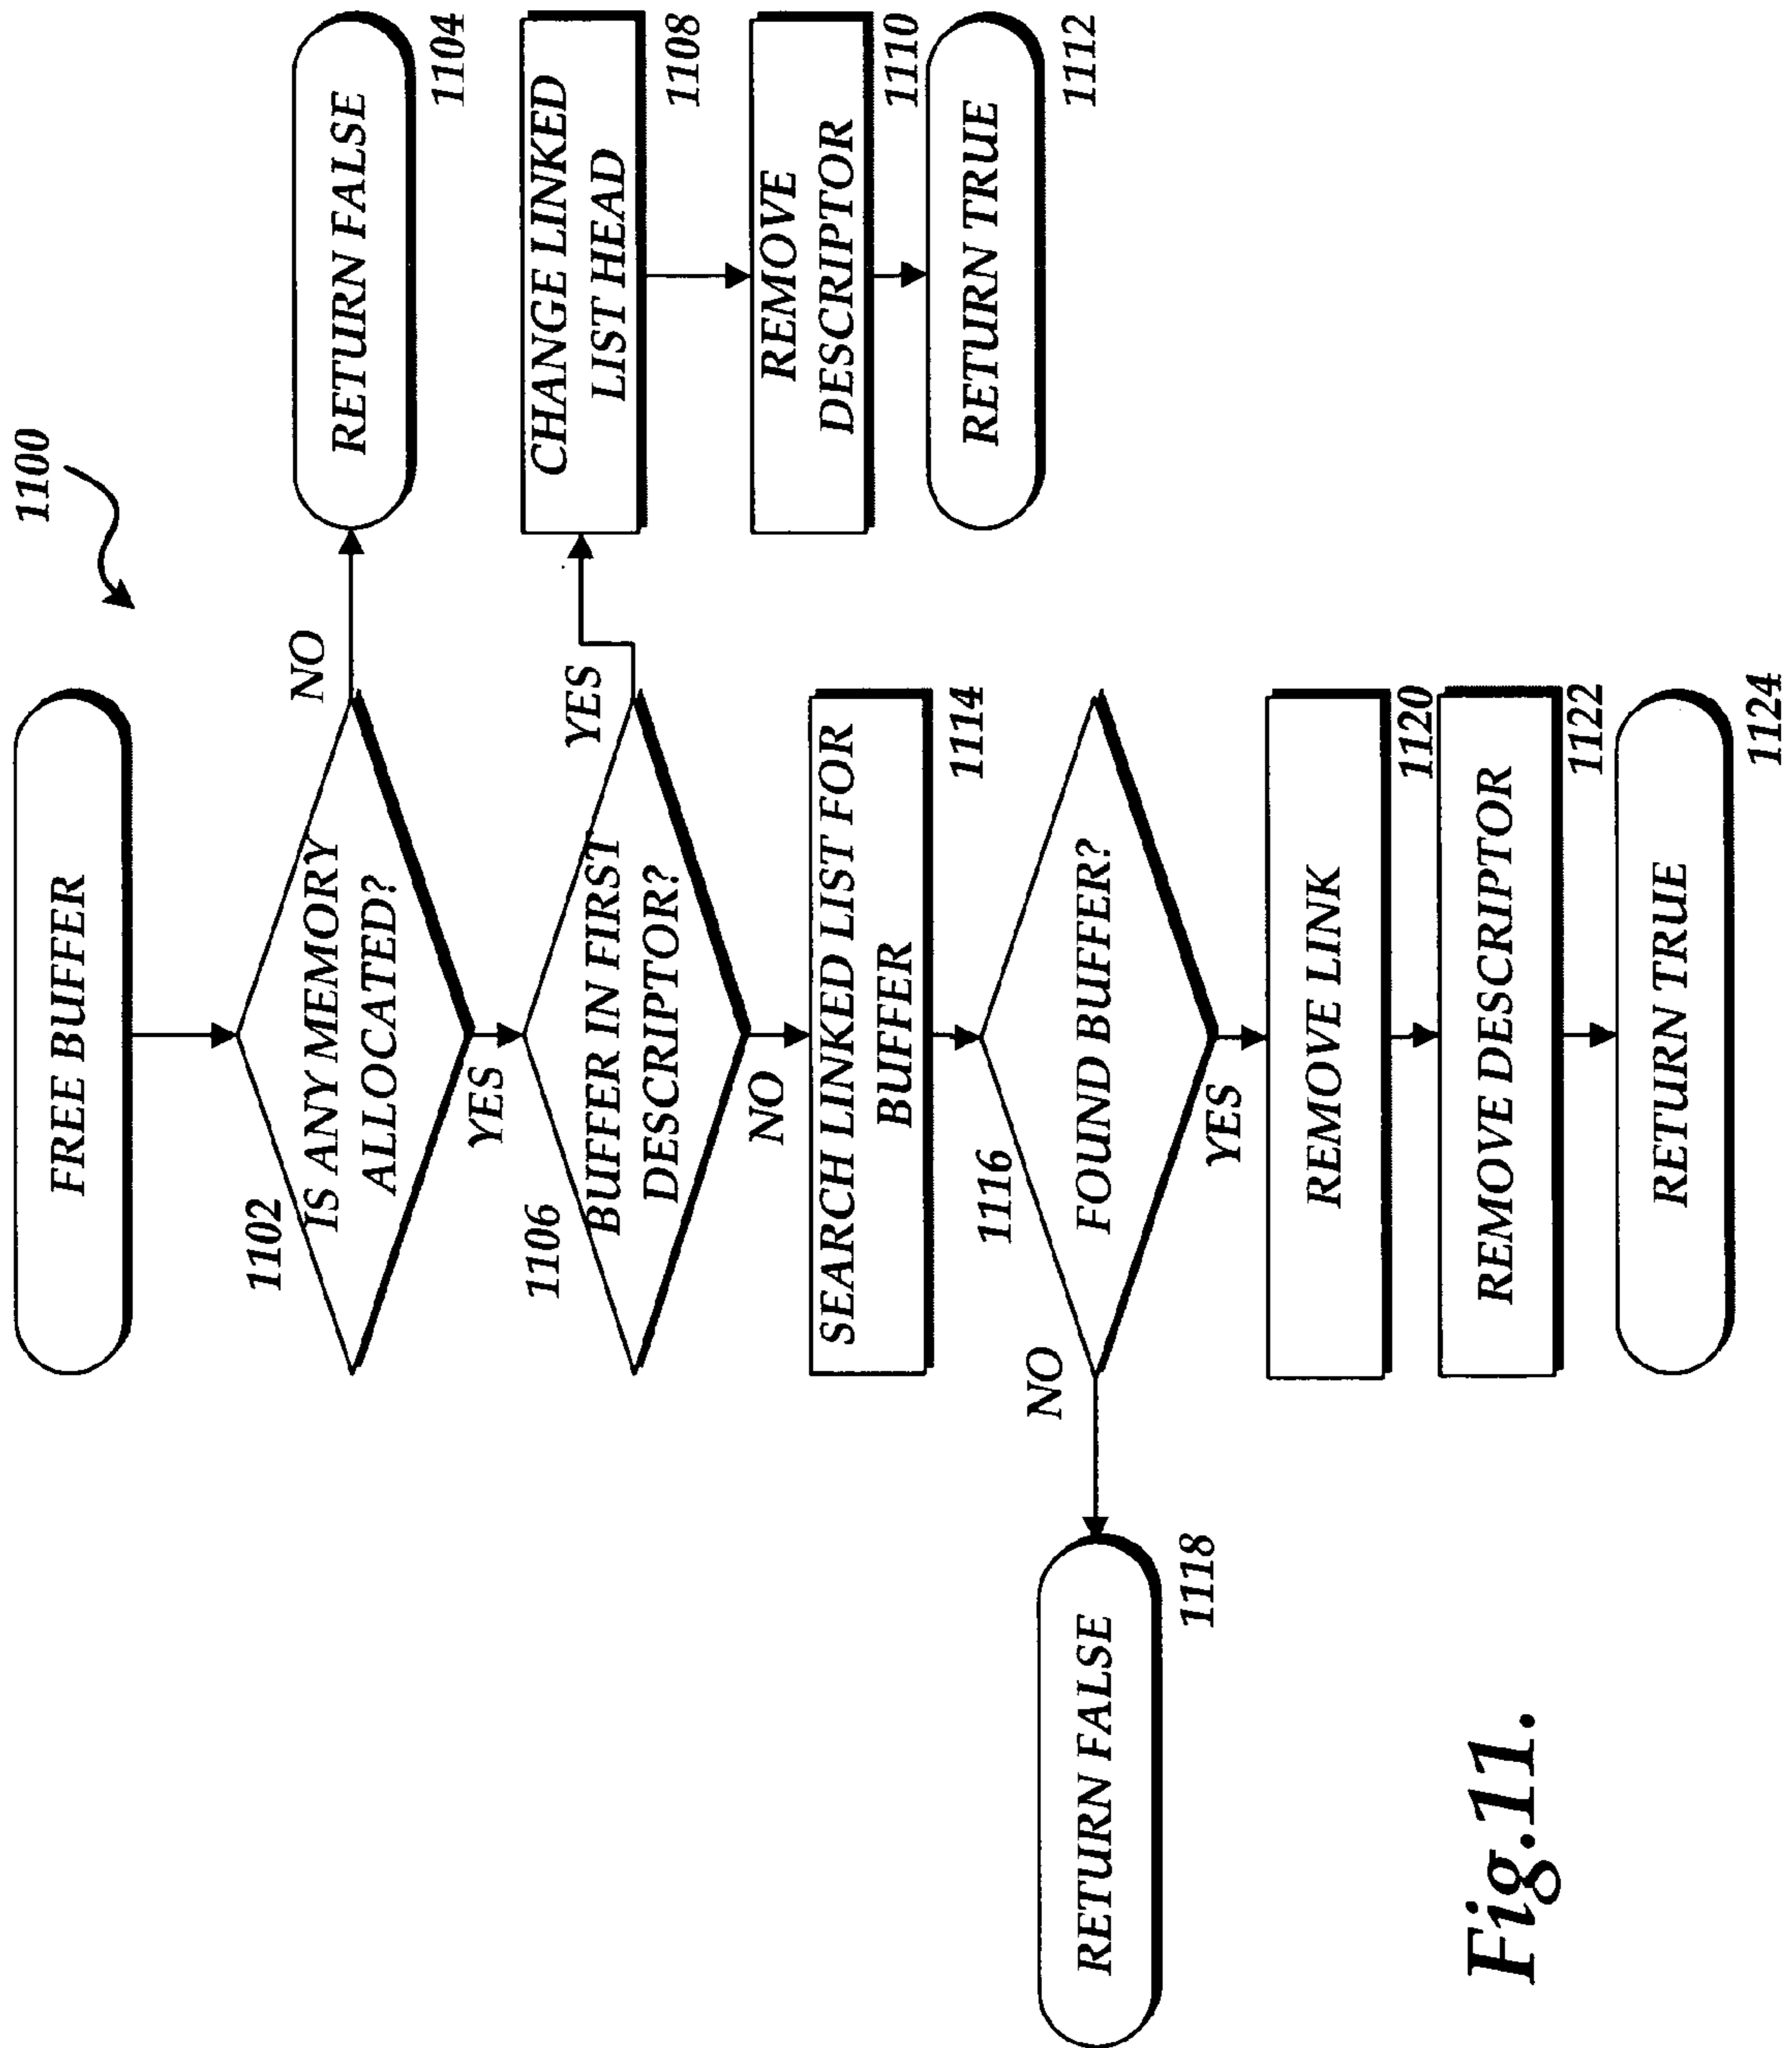 1100
FREE BUFFER
1102
IS ANY MEMORY
ALLOCATED?
NO
RETURN FALSE
1104
YES
1106
BUFFER IN FIRST
DESCRIPTOR?
YES
CHANGE LINKED
LIST HEAD
1108
REMOVE
DESCRIPTOR
1110
RETURN TRUE
1112
NO
SEARCH LINKED LIST FOR
BUFFER
1114
1116
FOUND BUFFER?
NO
RETURN FALSE
1118
YES
REMOVE LINK
1120
REMOVE DESCRIPTOR
1122
RETURN TRUE
1124
Fig.11.